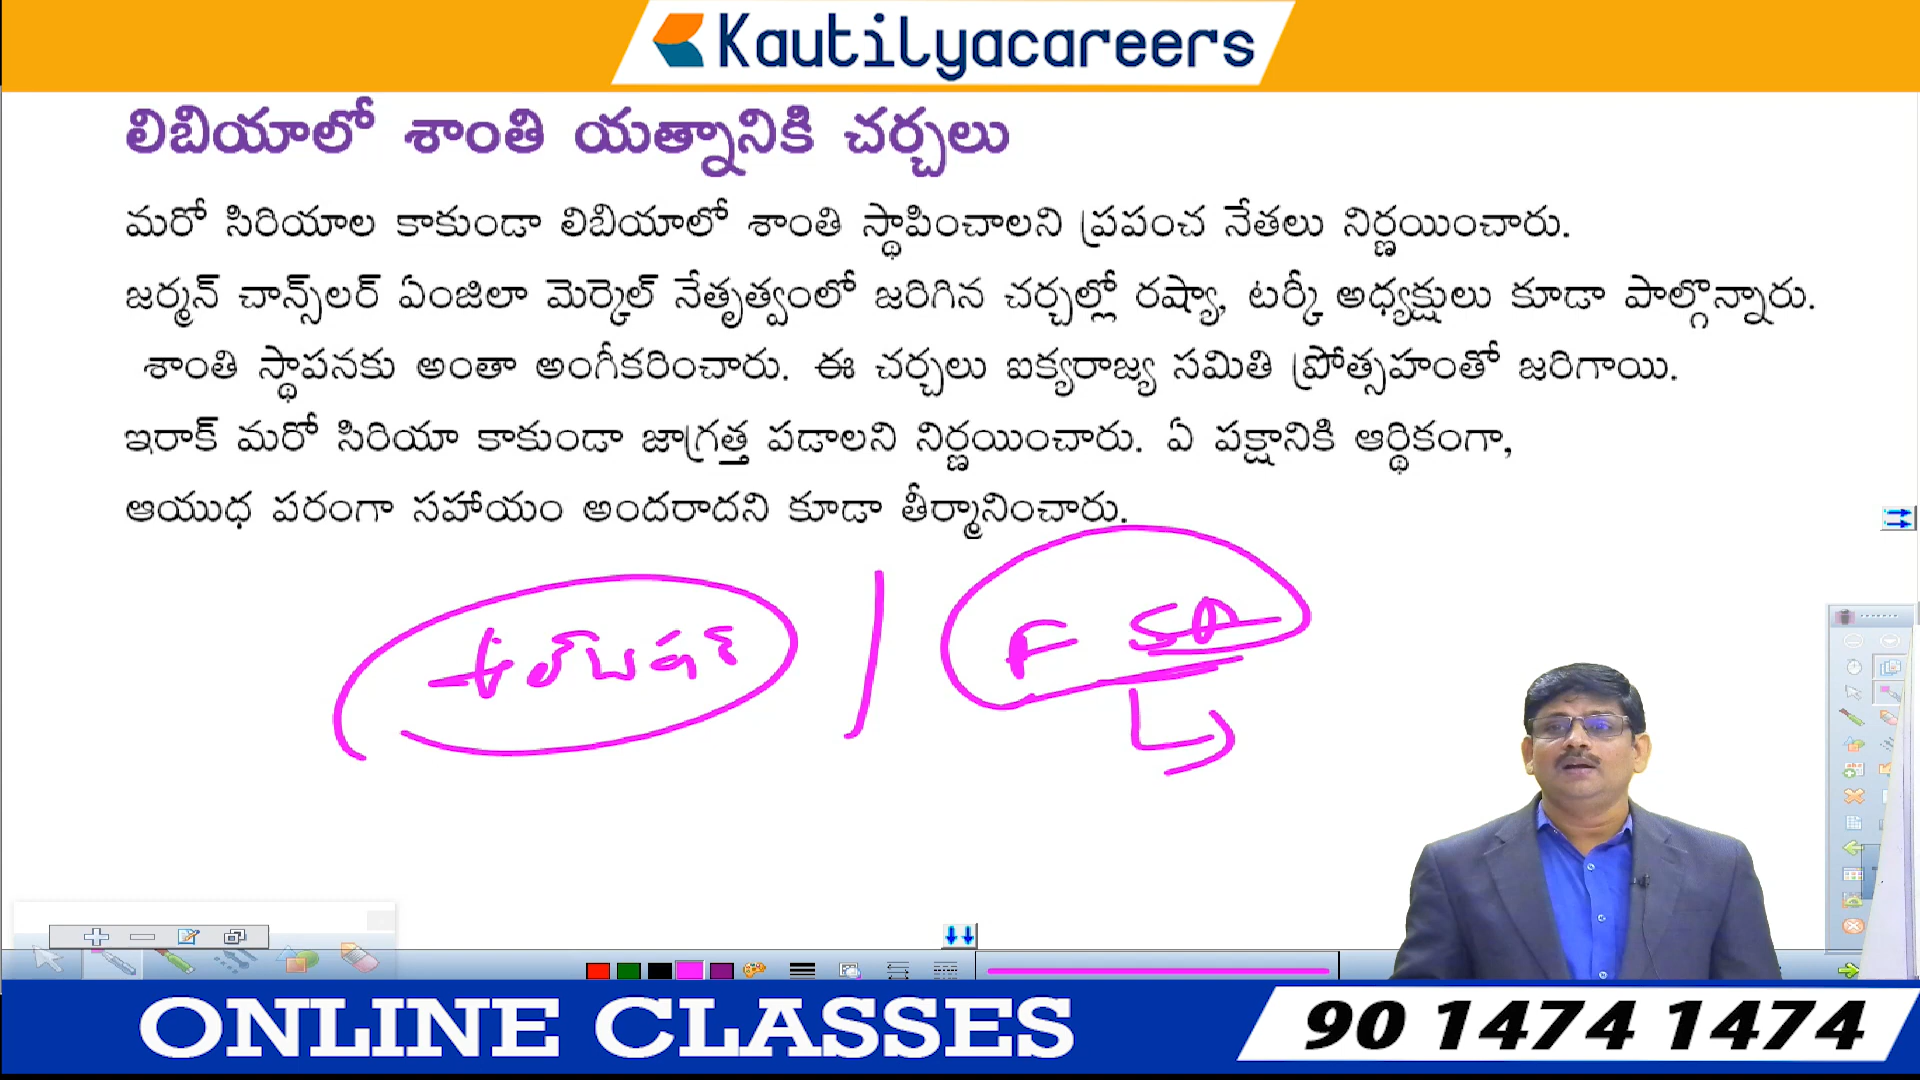 Kautilyacareers
లిబియాలో శాంతి యత్నానికి చర్చలు
మరో సిరియాల కాకుండా లిబియాలో శాంతి స్థాపించాలని ప్రపంచ నేతలు నిర్ణయించారు.
జర్మన్ చాన్స్‌లర్ ఏంజిలా మెర్కెల్ నేతృత్వంలో జరిగిన చర్చల్లో రష్యా, టర్కీ అధ్యక్షులు కూడా పాల్గొన్నారు.
శాంతి స్థాపనకు అంతా అంగీకరించారు. ఈ చర్చలు ఐక్యరాజ్య సమితి ప్రోత్సహంతో జరిగాయి.
ఇరాక్ మరో సిరియా కాకుండా జాగ్రత్త పడాలని నిర్ణయించారు. ఏ పక్షానికి ఆర్థికంగా,
ఆయుధ పరంగా సహాయం అందరాదని కూడా తీర్మానించారు.
ONLINE CLASSES
90 1474 1474